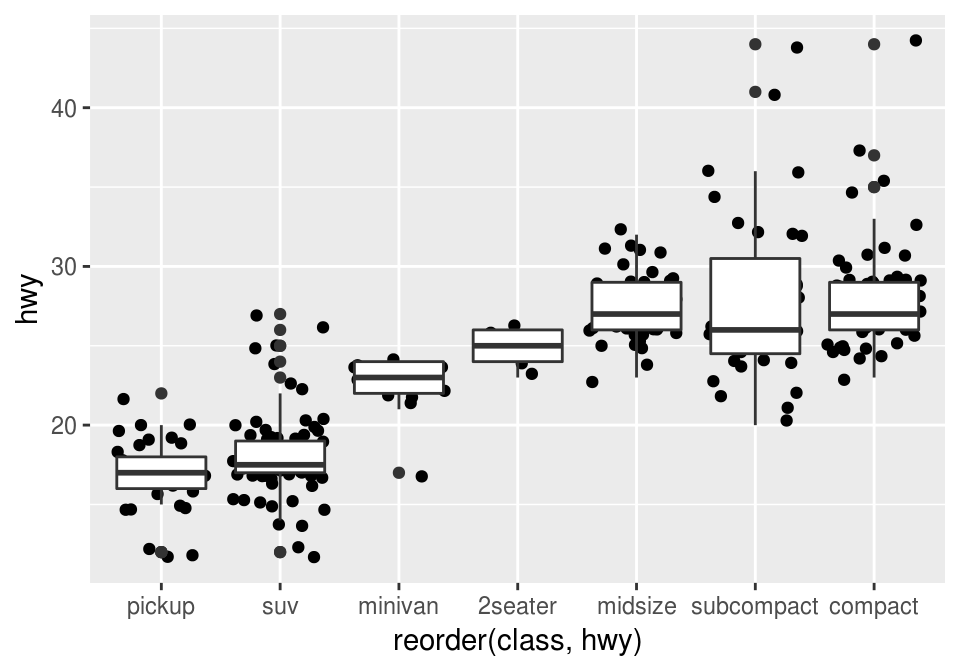 hwy
40
30
20
pickup suv minivan 2seater midsize subcompact compact
reorder(class, hwy)